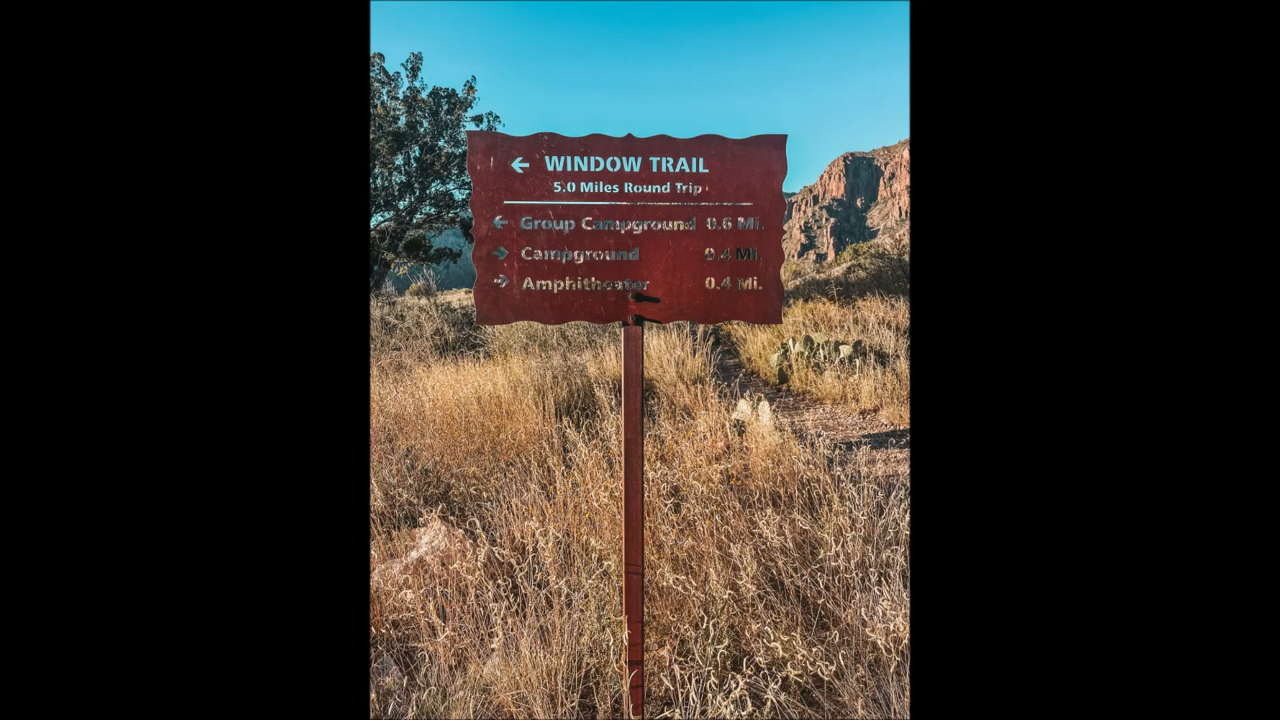 ← WINDOW TRAIL
5.0 Miles Round Trip
← Group Campground 0.6 Mi.
→ Campground 0.4 Mi.
→ Amphitheater 0.4 Mi.